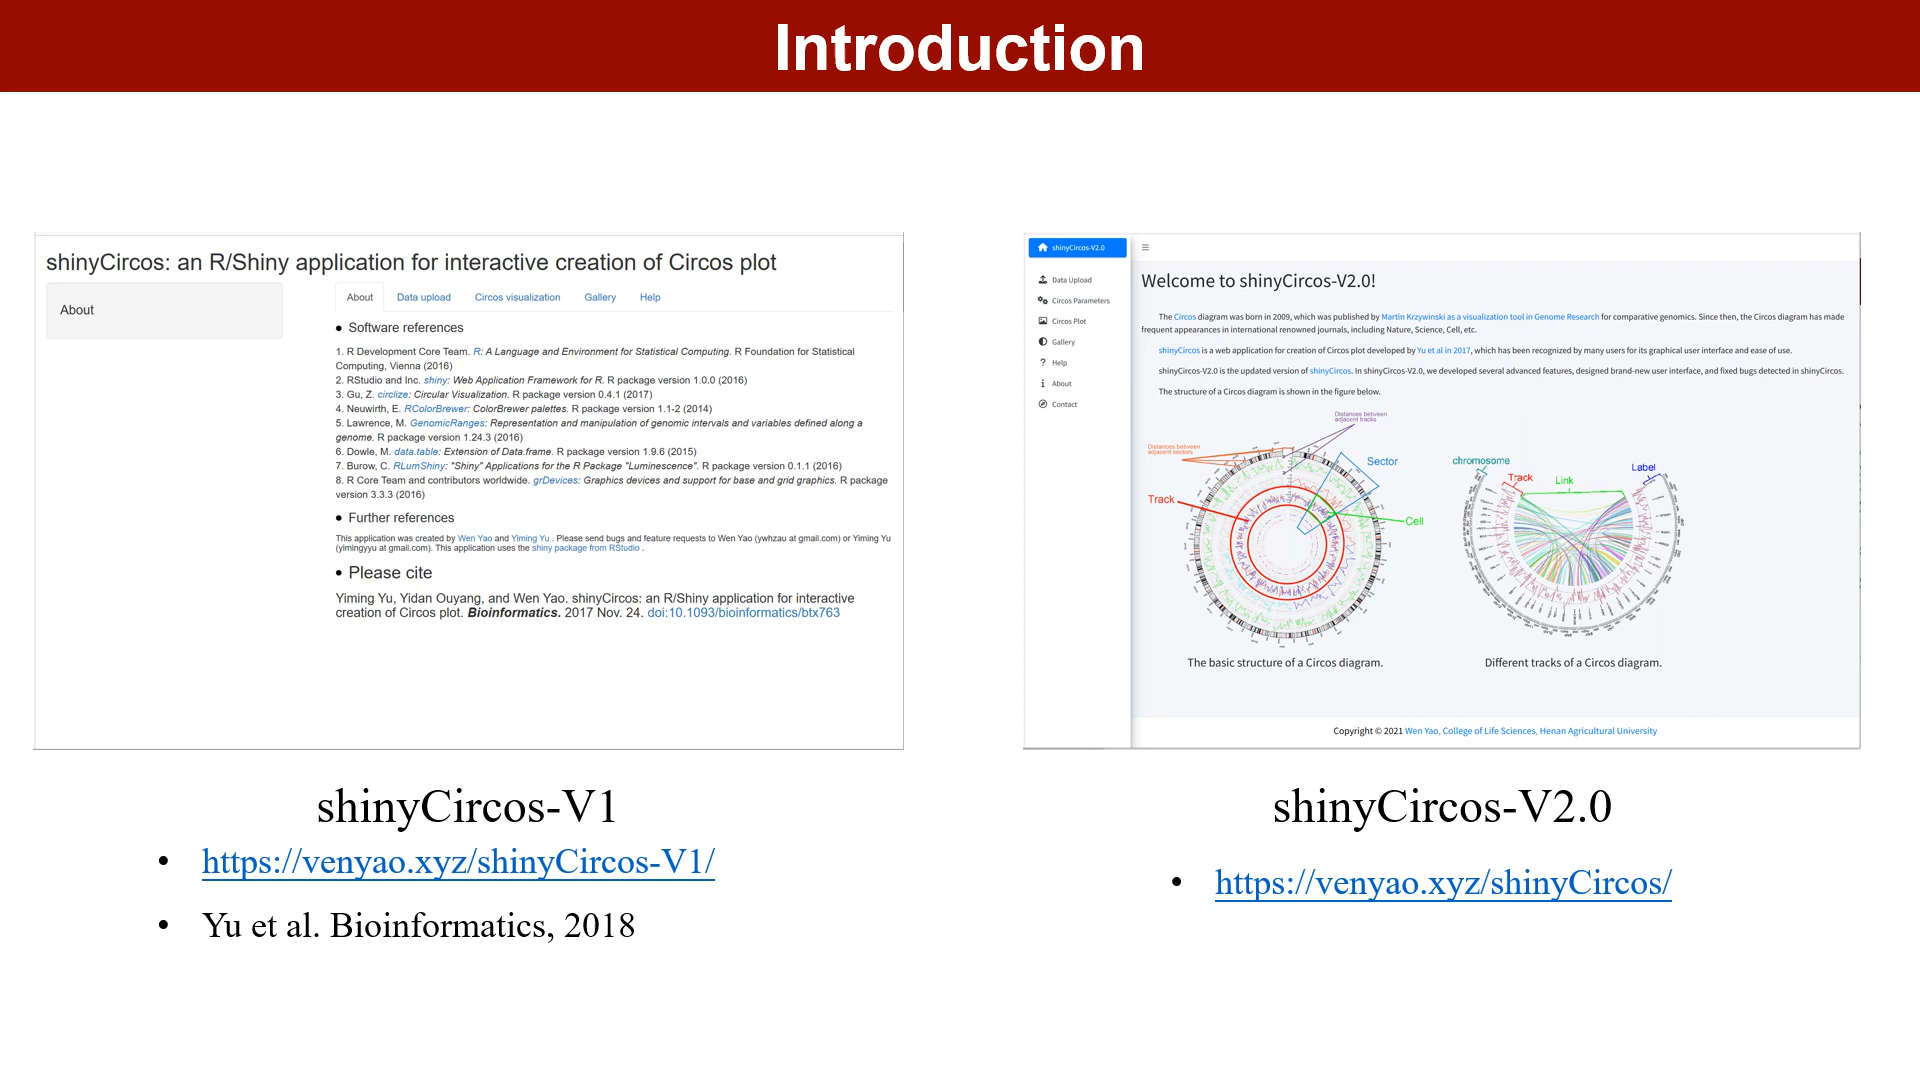 Introduction
shinyCircos: an R/Shiny application for interactive creation of Circos plot
About
About Data upload Circos visualization Gallery Help
• Software references
1. R Development Core Team. R: A Language and Environment for Statistical Computing. R Foundation for Statistical
Computing, Vienna (2016)
2. RStudio and Inc. shiny: Web Application Framework for R. R package version 1.0.0 (2016)
3. Gu, Z. circlize: Circular Visualization. R package version 0.4.1 (2017)
4. Neuwirth, E. RColorBrewer: ColorBrewer palettes. R package version 1.1-2 (2014)
5. Lawrence, M. GenomicRanges: Representation and manipulation of genomic intervals and variables defined along a
genome. R package version 1.24.3 (2016)
6. Dowle, M. data.table: Extension of Data.frame. R package version 1.9.6 (2015)
7. Burow, C. RLumShiny: "Shiny" Applications for the R Package "Luminescence". R package version 0.1.1 (2016)
8. R Core Team and contributors worldwide. grDevices: Graphics devices and support for base and grid graphics. R package
version 3.3.3 (2016)
• Further references
This application was created by Wen Yao and Yiming Yu . Please send bugs and feature requests to Wen Yao (ywhzau at gmail.com) or Yiming Yu
(yimingyyu at gmail.com). This application uses the shiny package from RStudio .
• Please cite
Yiming Yu, Yidan Ouyang, and Wen Yao. shinyCircos: an R/Shiny application for interactive
creation of Circos plot. Bioinformatics. 2017 Nov. 24. doi:10.1093/bioinformatics/btx763
shinyCircos-V1
• https://venyao.xyz/shinyCircos-V1/
• Yu et al. Bioinformatics, 2018
shinyCircos-V2.0
Data Upload
Circos Parameters
Circos Plot
Gallery
Help
About
Contact
Welcome to shinyCircos-V2.0!
The Circos diagram was born in 2009, which was published by Martin Krzywinski as a visualization tool in Genome Research for comparative genomics. Since then, the Circos diagram has made
frequent appearances in international renowned journals, including Nature, Science, Cell, etc.
shinyCircos is a web application for creation of Circos plot developed by Yu et al in 2017, which has been recognized by many users for its graphical user interface and ease of use.
shinyCircos-V2.0 is the updated version of shinyCircos. In shinyCircos-V2.0, we developed several advanced features, designed brand-new user interface, and fixed bugs detected in shinyCircos.
The structure of a Circos diagram is shown in the figure below.
Distances between
adjacent tracks
Distances between
adjacent sectors
Sector
Track
Cell
chromosome
Track
Link
Label
The basic structure of a Circos diagram.
Different tracks of a Circos diagram.
Copyright © 2021 Wen Yao, College of Life Sciences, Henan Agricultural University
shinyCircos-V2.0
• https://venyao.xyz/shinyCircos/